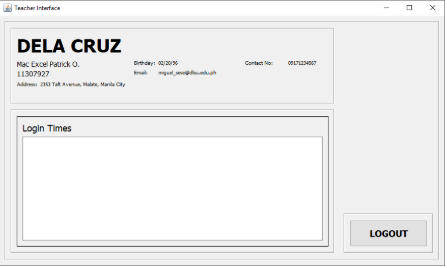 Teacher Interface
DELA CRUZ
Mac Excel Patrick O.
Birthday: 02/20/96
Contact No: 09171234567
11307927
Email: miguel_sese@dlsu.edu.ph
Address: 2353 Taft Avenue, Malate, Manila City
Login Times
LOGOUT